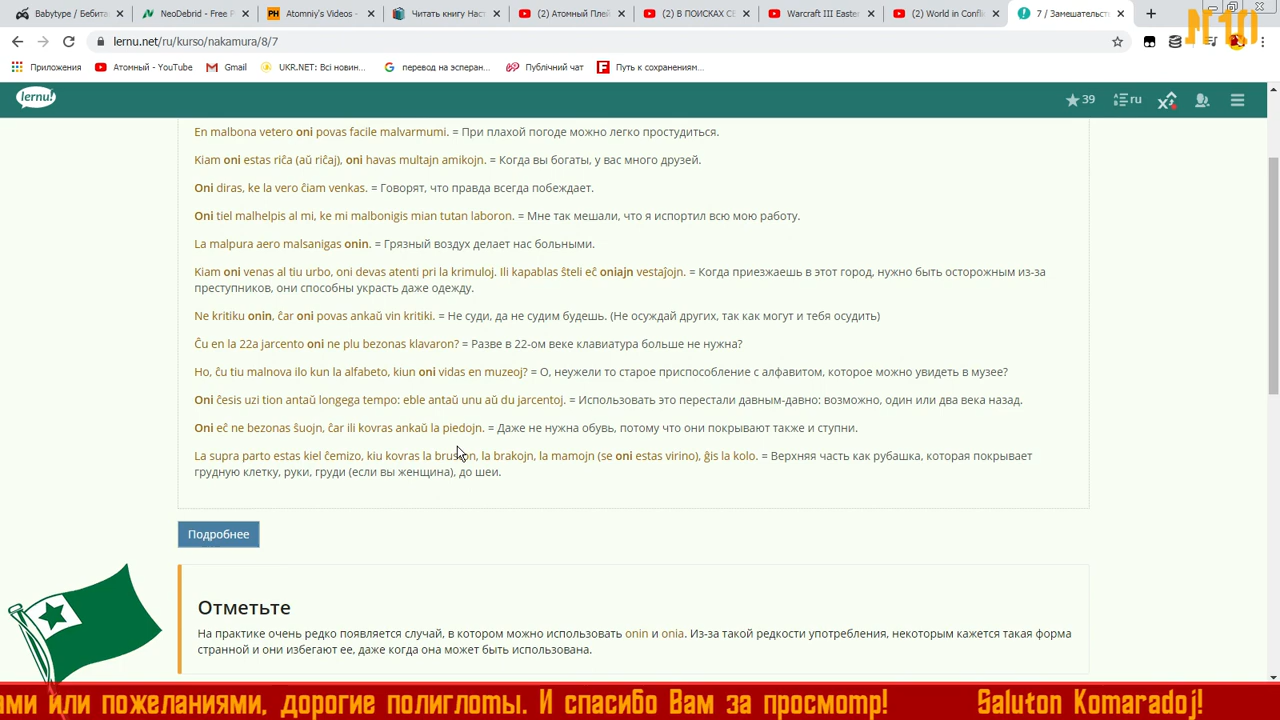 Babytype / Бебита
NeoDebrid - Free P
Atomniy's Videos -
Читать книгу Нас
(2) Атомный Плей
(2) В ПОИСКАХ СЕ
Warcraft III Easter
(2) World in Confli
7 / Замешательст
lernu.net/ru/kurso/nakamura/8/7
N10
Приложения
Атомный - YouTube
Gmail
UKR.NET: Всі новин...
перевод на эсперан...
Публічний чат
Путь к сохранениям...
lernu!
39
ru
En malbona vetero oni povas facile malvarmumi. = При плохой погоде можно легко простудиться.
Kiam oni estas riĉa (aŭ riĉaj), oni havas multajn amikojn. = Когда вы богаты, у вас много друзей.
Oni diras, ke la vero ĉiam venkas. = Говорят, что правда всегда побеждает.
Oni tiel malhelpis al mi, ke mi malbonigis mian tutan laboron. = Мне так мешали, что я испортил всю мою работу.
La malpura aero malsanigas onin. = Грязный воздух делает нас больными.
Kiam oni venas al tiu urbo, oni devas atenti pri la krimuloj. Ili kapablas ŝteli eĉ oniajn vestaĵojn. = Когда приезжаешь в этот город, нужно быть осторожным из-за
преступников, они способны украсть даже одежду.
Ne kritiku onin, ĉar oni povas ankaŭ vin kritiki. = Не суди, да не судим будешь. (Не осуждай других, так как могут и тебя осудить)
Ĉu en la 22a jarcento oni ne plu bezonas klavaron? = Разве в 22-ом веке клавиатура больше не нужна?
Ho, ĉu tiu malnova ilo kun la alfabeto, kiun oni vidas en muzeoj? = О, неужели то старое приспособление с алфавитом, которое можно увидеть в музее?
Oni ĉesis uzi tion antaŭ longega tempo: eble antaŭ unu aŭ du jarcentoj. = Использовать это перестали давным-давно: возможно, один или два века назад.
Oni eĉ ne bezonas ŝuojn, ĉar ili kovras ankaŭ la piedojn. = Даже не нужна обувь, потому что они покрывают также и ступни.
La supra parto estas kiel ĉemizo, kiu kovras la bruston, la brakojn, la mamojn (se oni estas virino), ĝis la kolo. = Верхняя часть как рубашка, которая покрывает
грудную клетку, руки, груди (если вы женщина), до шеи.
Подробнее
Отметьте
На практике очень редко появляется случай, в котором можно использовать onin и onia. Из-за такой редкости употребления, некоторым кажется такая форма
странной и они избегают ее, даже когда она может быть использована.
ами или пожеланиями, дорогие полиглоты. И спасибо Вам за просмотр! Saluton Komaradoj!